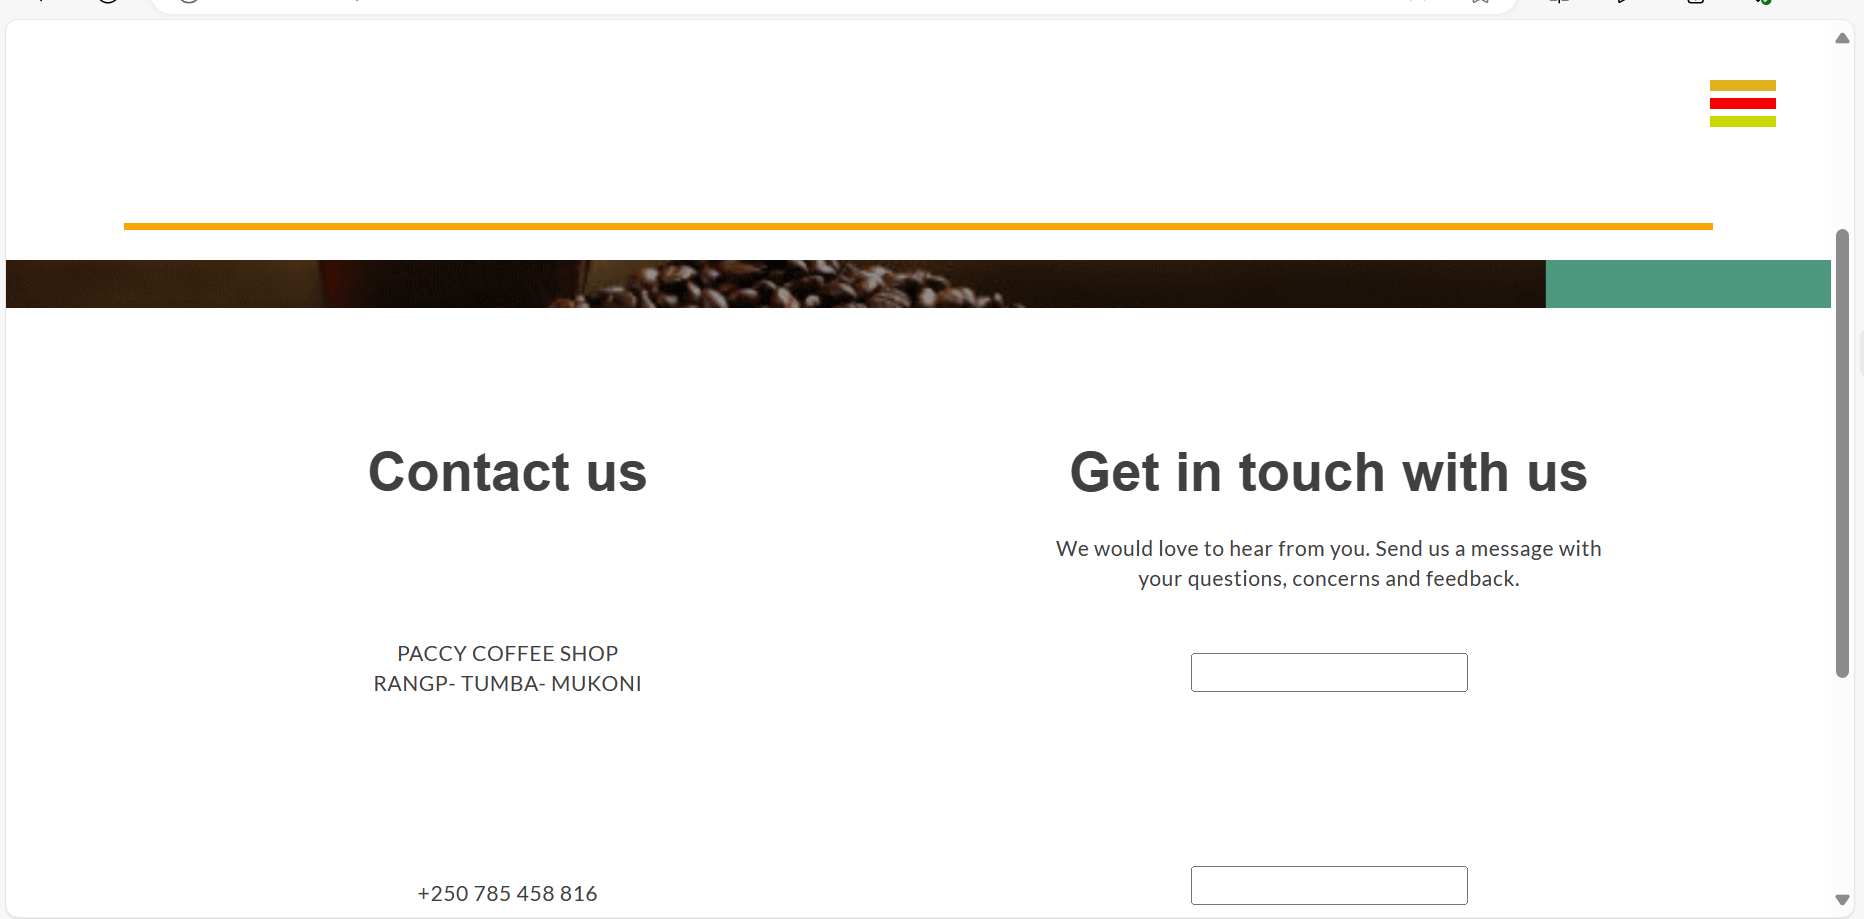 Contact us
PACCY COFFEE SHOP
RANGP- TUMBA- MUKONI
+250 785 458 816
Get in touch with us
We would love to hear from you. Send us a message with
your questions, concerns and feedback.